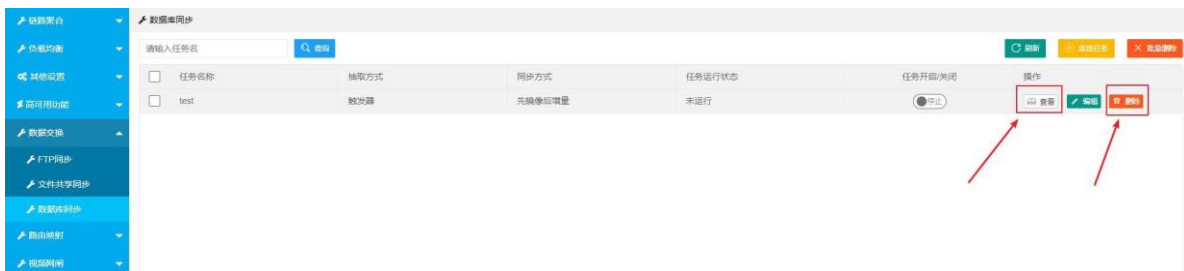 链路聚合
负载均衡
其他设置
高可用功能
数据交换
FTP同步
文件共享同步
数据库同步
路由映射
视频网闸
数据库同步
请输入任务名 查询 刷新 添加任务 批量删除
任务名称 抽取方式 同步方式 任务运行状态 任务开启/关闭 操作
test 触发器 先镜像后增量 未运行 停止 查看 编辑 删除